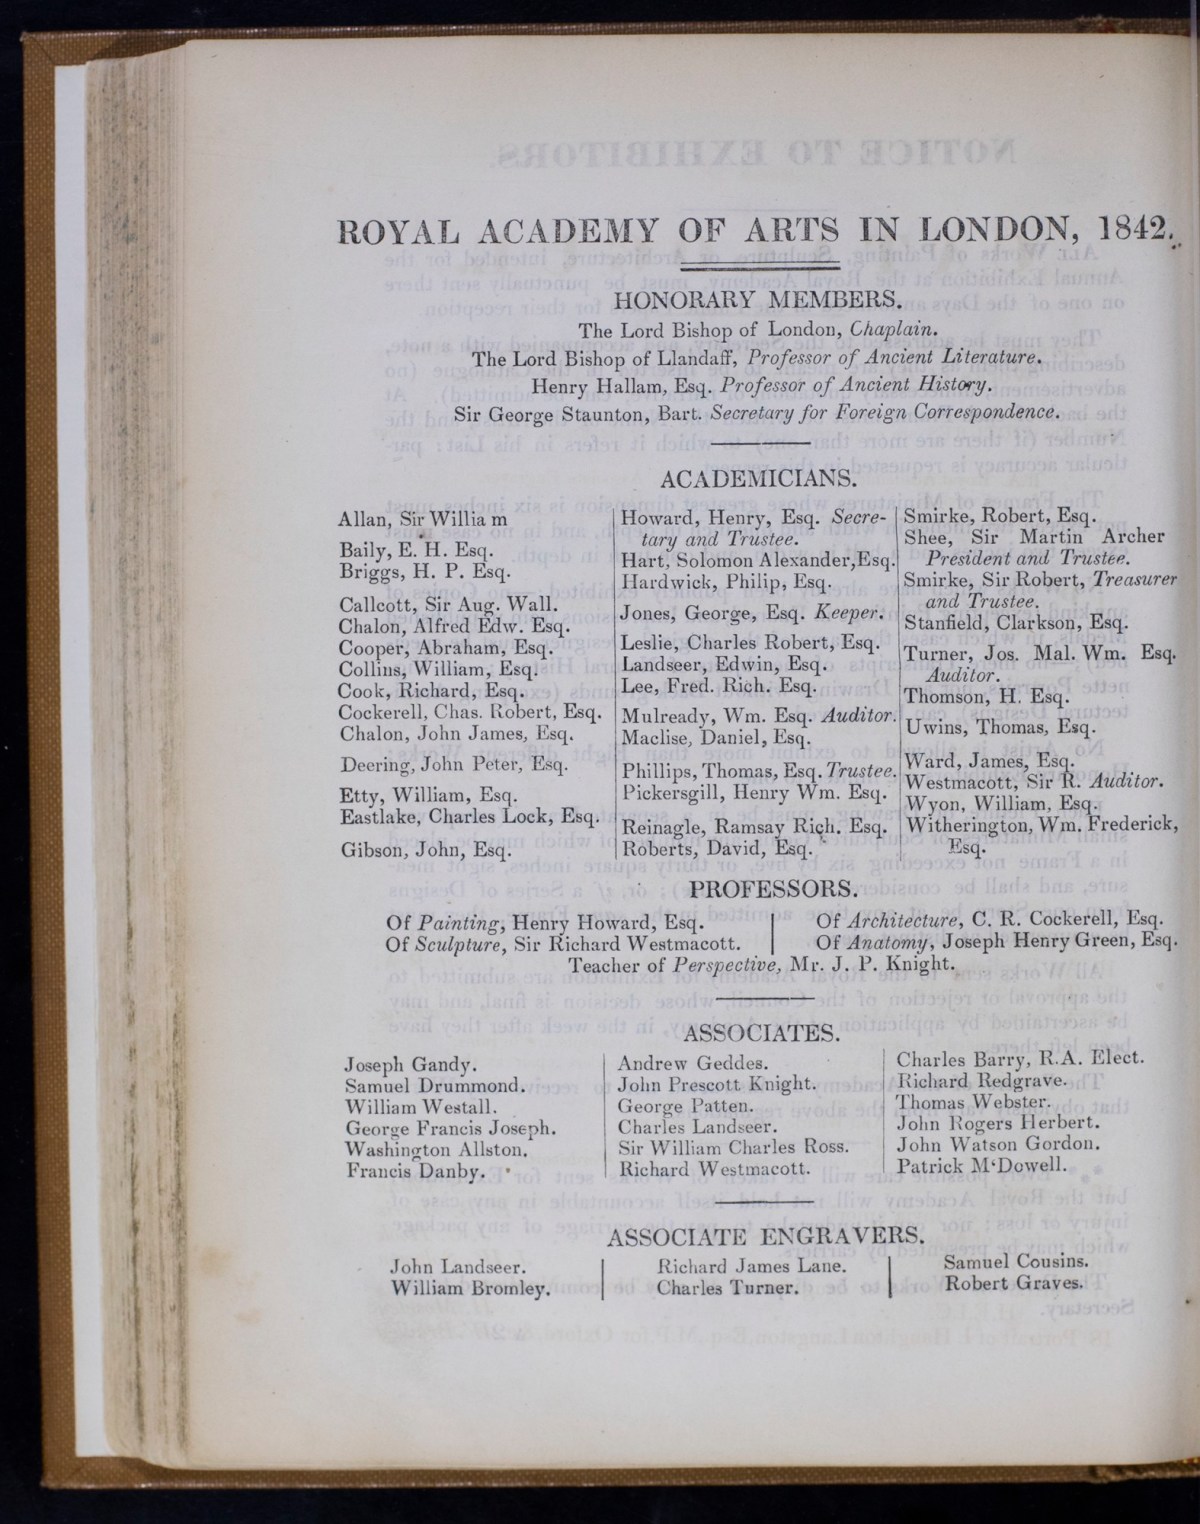 ROYAL ACADEMY OF ARTS IN LONDON, 1842.
HONORARY MEMBERS.
The Lord Bishop of London, Chaplain.
The Lord Bishop of Llandaff, Professor of Ancient Literature.
Henry Hallam, Esq. Professor of Ancient History.
Sir George Staunton, Bart. Secretary for Foreign Correspondence.
ACADEMICIANS.
Allan, Sir William
Baily, E. H. Esq.
Briggs, H. P. Esq.
Callcott, Sir Aug. Wall.
Chalon, Alfred Edw. Esq.
Cooper, Abraham, Esq.
Collins, William, Esq.
Cook, Richard, Esq.
Cockerell, Chas. Robert, Esq.
Chalon, John James, Esq.
Deering, John Peter, Esq.
Etty, William, Esq.
Eastlake, Charles Lock, Esq.
Gibson, John, Esq.
Howard, Henry, Esq. Secre-
tary and Trustee.
Hart, Solomon Alexander, Esq.
Hardwick, Philip, Esq.
Jones, George, Esq. Keeper.
Leslie, Charles Robert, Esq.
Landseer, Edwin, Esq.
Lee, Fred. Rich. Esq.
Mulready, Wm. Esq. Auditor.
Maclise, Daniel, Esq.
Phillips, Thomas, Esq. Trustee.
Pickersgill, Henry Wm. Esq.
Reinagle, Ramsay Rich. Esq.
Roberts, David, Esq.
Smirke, Robert, Esq.
Shee, Sir Martin Archer
President and Trustee.
Smirke, Sir Robert, Treasurer
and Trustee.
Stanfield, Clarkson, Esq.
Turner, Jos. Mal. Wm. Esq.
Auditor.
Thomson, H. Esq.
Uwins, Thomas, Esq.
Ward, James, Esq.
Westmacott, Sir R. Auditor.
Wyon, William, Esq.
Witherington, Wm. Frederick,
Esq.
PROFESSORS.
Of Painting, Henry Howard, Esq.
Of Sculpture, Sir Richard Westmacott.
Of Architecture, C. R. Cockerell, Esq.
Of Anatomy, Joseph Henry Green, Esq.
Teacher of Perspective, Mr. J. P. Knight.
ASSOCIATES.
Joseph Gandy.
Samuel Drummond.
William Westall.
George Francis Joseph.
Washington Allston.
Francis Danby.
Andrew Geddes.
John Prescott Knight.
George Patten.
Charles Landseer.
Sir William Charles Ross.
Richard Westmacott.
Charles Barry, R.A. Elect.
Richard Redgrave.
Thomas Webster.
John Rogers Herbert.
John Watson Gordon.
Patrick M‘Dowell.
ASSOCIATE ENGRAVERS.
John Landseer.
William Bromley.
Richard James Lane.
Charles Turner.
Samuel Cousins.
Robert Graves.